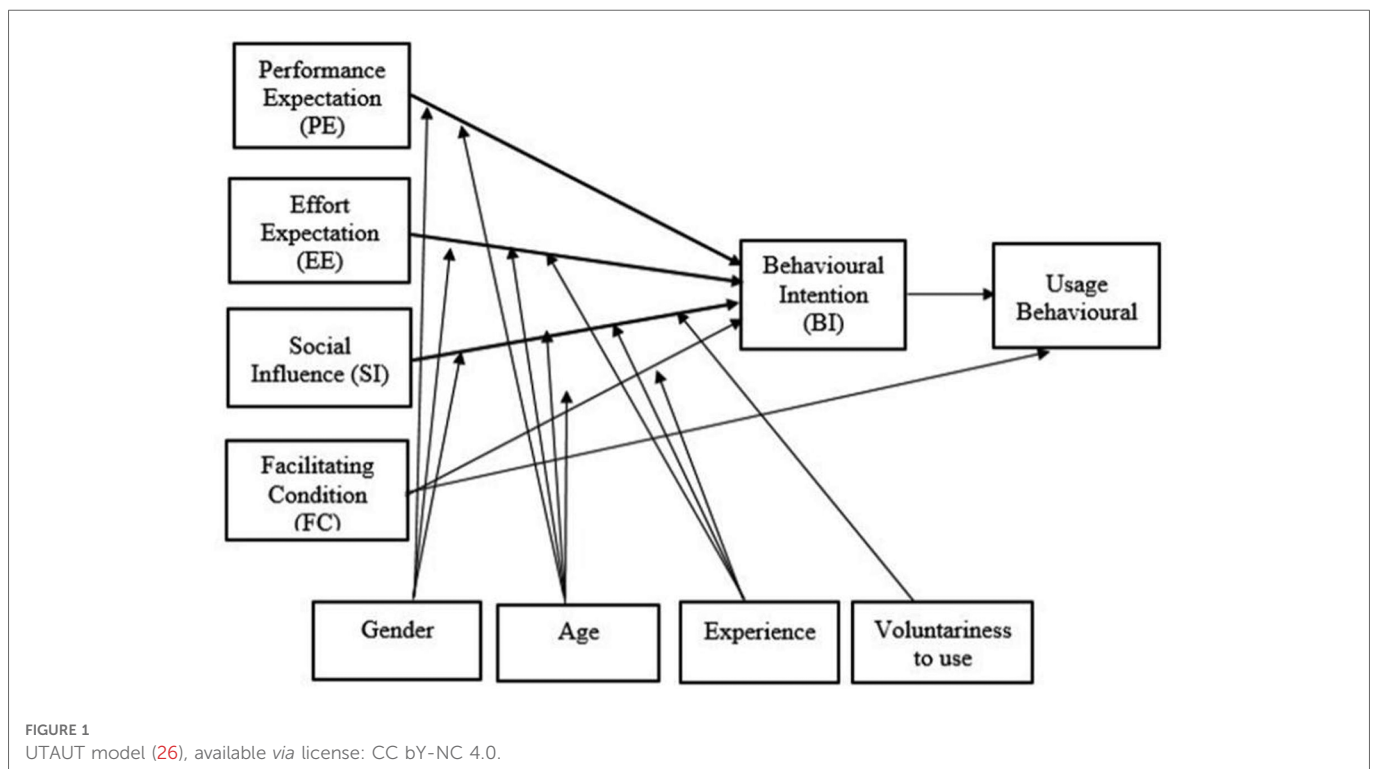 Performance
Expectation
(PE)
Effort
Expectation
(EE)
Social
Influence (SI)
Facilitating
Condition
(FC)
Behavioural
Intention
(BI)
Usage
Behavioural
Gender
Age
Experience
Voluntariness
to use
FIGURE 1
UTAUT model (26), available via license: CC bY-NC 4.0.